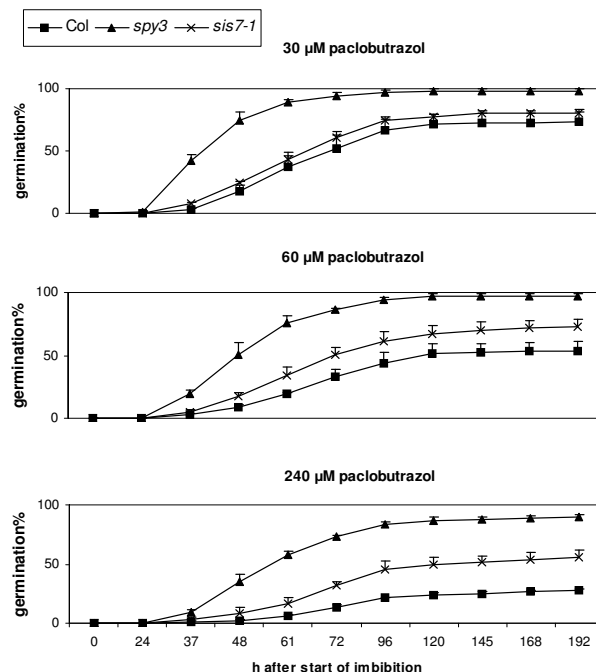 Col spy3 sis7-1
30 µM paclobutrazol
100
50
0
germination%
60 µM paclobutrazol
100
50
0
germination%
240 µM paclobutrazol
100
50
0
germination%
0 24 37 48 61 72 96 120 145 168 192
h after start of imbibition